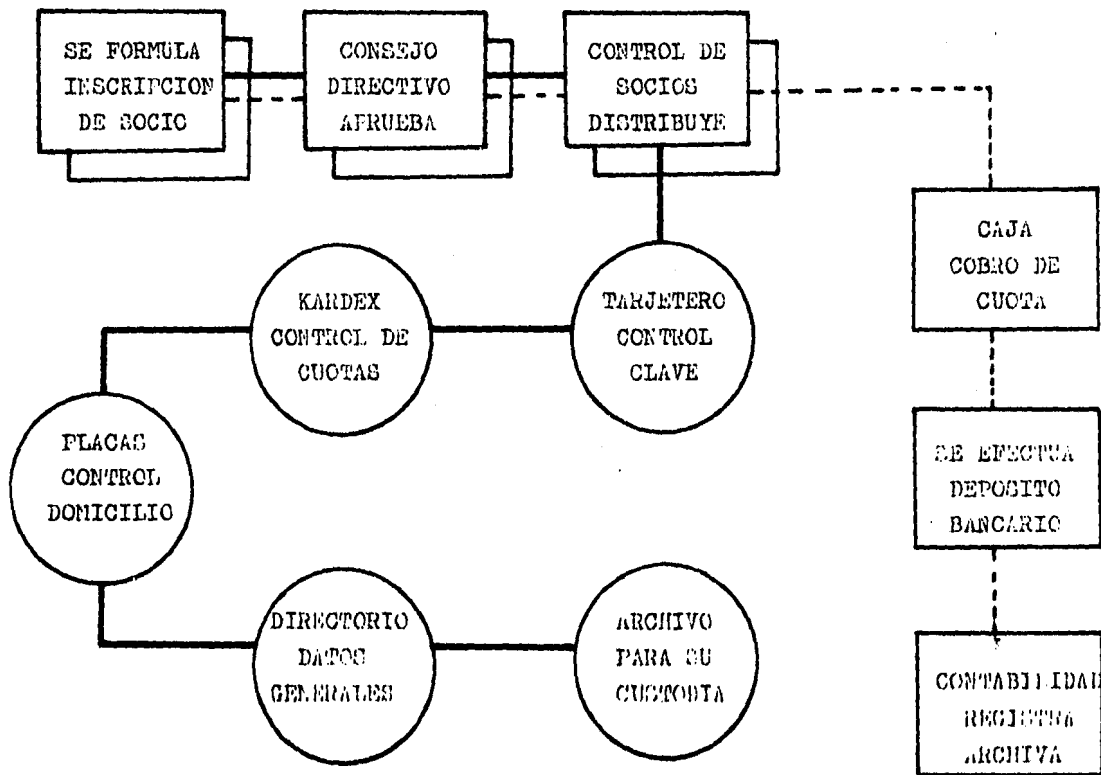 SE FORMULA
INSCRIPCION
DE SOCIO
CONSEJO
DIRECTIVO
APRUEBA
CONTROL DE
SOCIOS
DISTRIBUYE
CAJA
COBRO DE
CUOTA
KARDEX
CONTROL DE
CUOTAS
TARJETERO
CONTROL
CLAVE
PLACAS
CONTROL
DOMICILIO
SE EFECTUA
DEPOSITO
BANCARIO
DIRECTORIO
DATOS
GENERALES
ARCHIVO
PARA SU
CUSTODIA
CONTABILIDAD
REGISTRA
ARCHIVA